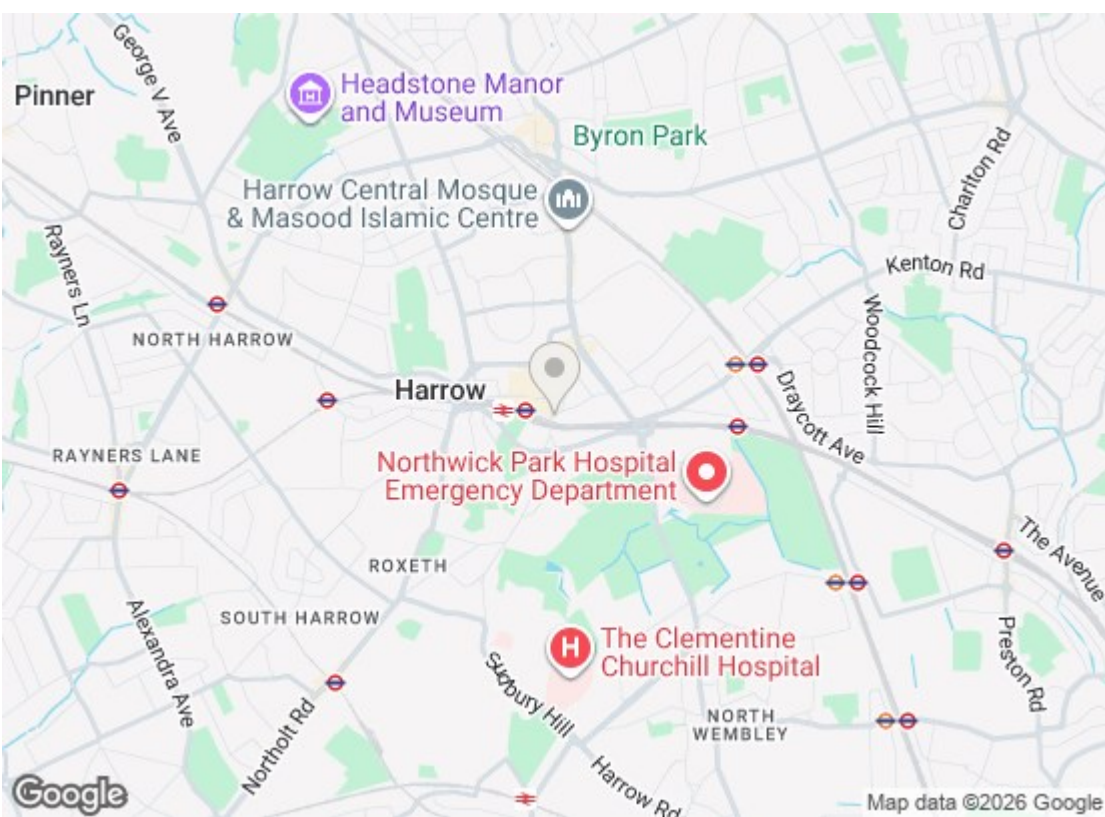 George V Ave
Pinner
Headstone Manor
and Museum
Byron Park
Charlton Rd
Harrow Central Mosque
& Masood Islamic Centre
Rayners Ln
Kenton Rd
Woodcock Hill
NORTH HARROW
Harrow
Draycott Ave
RAYNERS LANE
Northwick Park Hospital
Emergency Department
The Avenue
ROXETH
SOUTH HARROW
Alexandra Ave
H
The Clementine
Churchill Hospital
Preston Rd
Sudbury Hill
Northolt Rd
NORTH
WEMBLEY
Harrow Rd
Google
Map data ©2026 Google